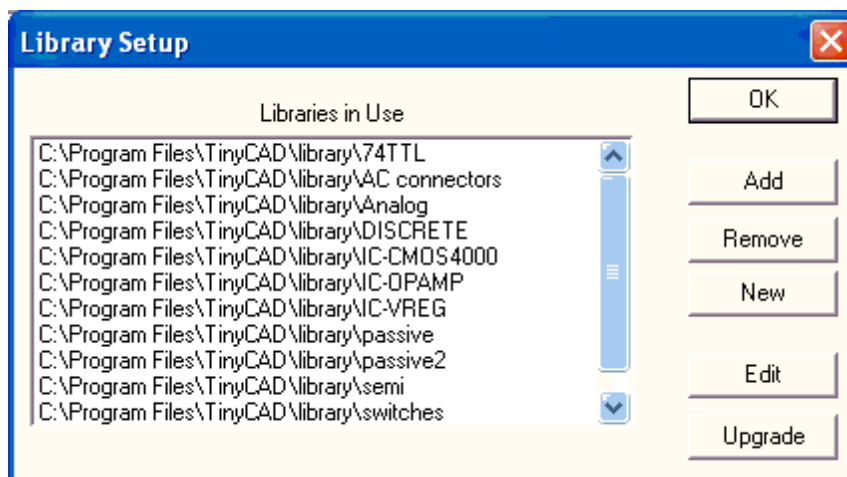 Library Setup
Libraries in Use
C:\Program Files\TinyCAD\library\74TTL
C:\Program Files\TinyCAD\library\AC connectors
C:\Program Files\TinyCAD\library\Analog
C:\Program Files\TinyCAD\library\DISCRETE
C:\Program Files\TinyCAD\library\IC-CMOS4000
C:\Program Files\TinyCAD\library\IC-OPAMP
C:\Program Files\TinyCAD\library\IC-VREG
C:\Program Files\TinyCAD\library\passive
C:\Program Files\TinyCAD\library\passive2
C:\Program Files\TinyCAD\library\semi
C:\Program Files\TinyCAD\library\switches
OK
Add
Remove
New
Edit
Upgrade